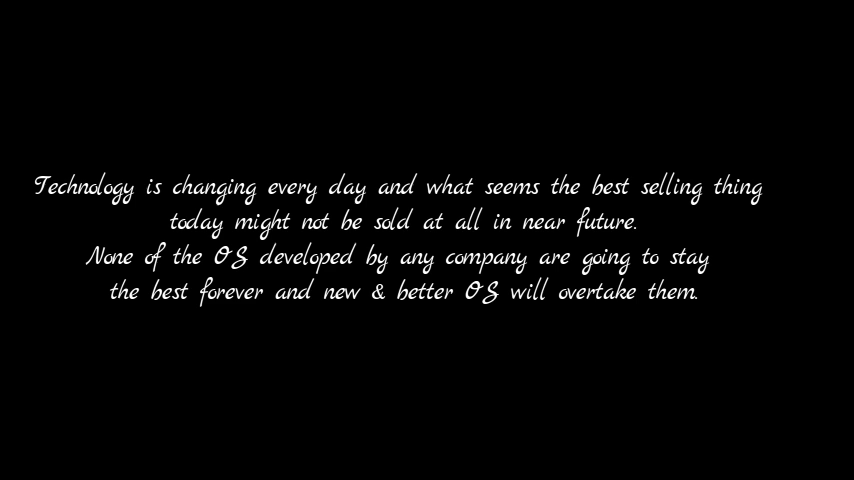 Technology is changing every day and what seems the best selling thing
today might not be sold at all in near future.
None of the OS developed by any company are going to stay
the best forever and new & better OS will overtake them.